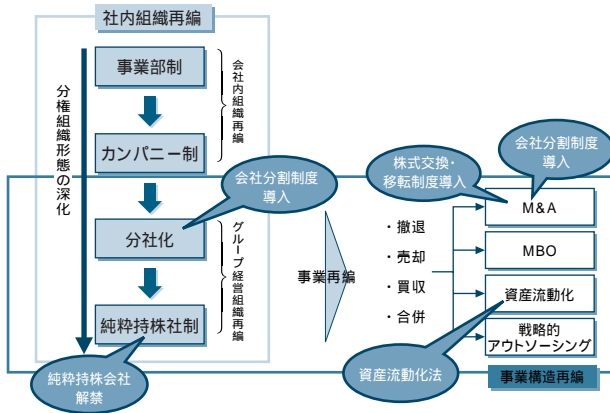 社内組織再編
事業部制
カンパニー制
分社化
純粋持株社制
分権組織形態の深化
会社内組織再編
グループ経営組織再編
会社分割制度
導入
純粋持株会社
解禁
事業再編
・撤退
・売却
・買収
・合併
株式交換・
移転制度導入
会社分割制度
導入
M&A
MBO
資産流動化
戦略的
アウトソーシング
資産流動化法
事業構造再編